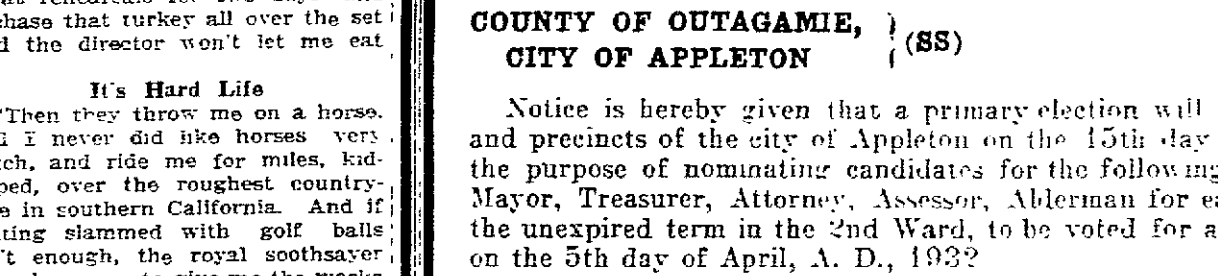 chase that turkey all over the set
the director won't let me eat
It's Hard Life
"Then they throw me on a horse.
I never did like horses very
and ride me for miles, kid-
over the roughest country-
in southern California. And if
slammed with golf balls
enough, the royal soothsayer
COUNTY OF OUTAGAMIE,
CITY OF APPLETON
(SS)
Notice is hereby given that a primary election will
and precincts of the city of Appleton on the 15th day
the purpose of nominating candidates for the following
Mayor, Treasurer, Attorney, Assessor, Alderman for
the unexpired term in the 2nd Ward, to be voted for
on the 5th day of April, A. D., 1932